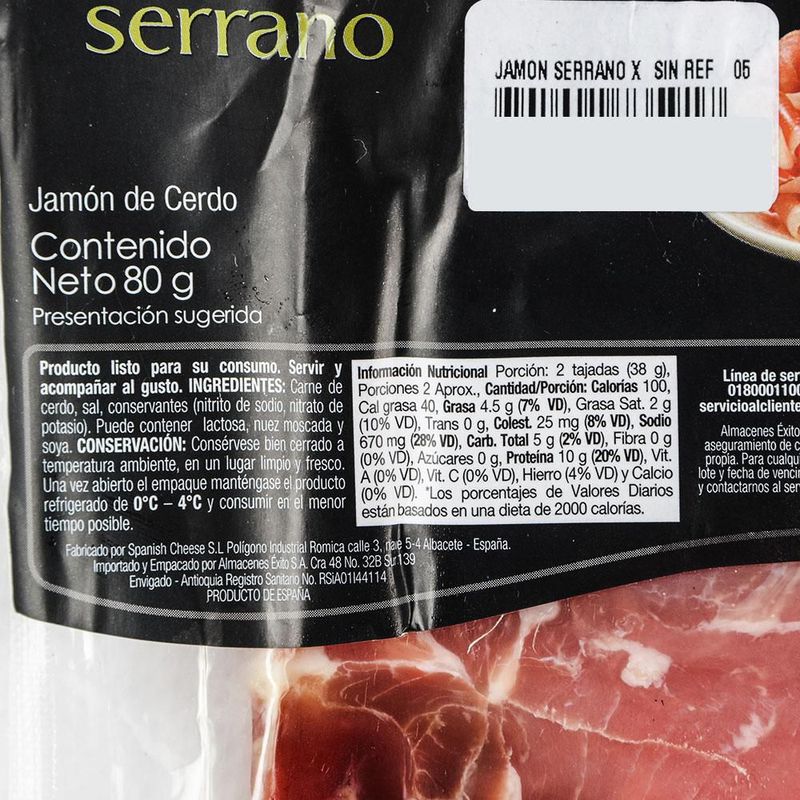 serrano
JAMON SERRANO X SIN REF 05
Jamón de Cerdo
Contenido
Neto 80 g
Presentación sugerida
Producto listo para su consumo. Servir y
acompañar al gusto. INGREDIENTES: Carne de
cerdo, sal, conservantes (nitrito de sodio, nitrato de
potasio). Puede contener lactosa, nuez moscada y
soya. CONSERVACIÓN: Consérvese bien cerrado a
temperatura ambiente, en un lugar limpio y fresco.
Una vez abierto el empaque manténgase el producto
refrigerado de 0°C – 4°C y consumir en el menor
tiempo posible.
Información Nutricional Porción: 2 tajadas (38 g),
Porciones 2 Aprox., Cantidad/Porción: Calorías 100,
Cal grasa 40, Grasa 4.5 g (7% VD), Grasa Sat. 2 g
(10% VD), Trans 0 g, Colest. 25 mg (8% VD), Sodio
670 mg (28% VD), Carb. Total 5 g (2% VD), Fibra 0 g
(0% VD), Azúcares 0 g, Proteína 10 g (20% VD), Vit.
A (0% VD), Vit. C (0% VD), Hierro (4% VD) y Calcio
(0% VD). *Los porcentajes de Valores Diarios
están basados en una dieta de 2000 calorías.
Línea de ser
018000110
servicioalcliente
Almacenes Éxito
aseguramiento de c
propia. Para cualqui
lote y fecha de venci
y contactarnos al ser
Fabricado por Spanish Cheese S.L Polígono Industrial Romica calle 3, 5-4 Albacete - España.
Importado y Empacado por Almacenes Éxito S.A. Cra 48 No. 32B Sur139
Envigado - Antioquia Registro Sanitario No. RSiA01I44114
PRODUCTO DE ESPAÑA